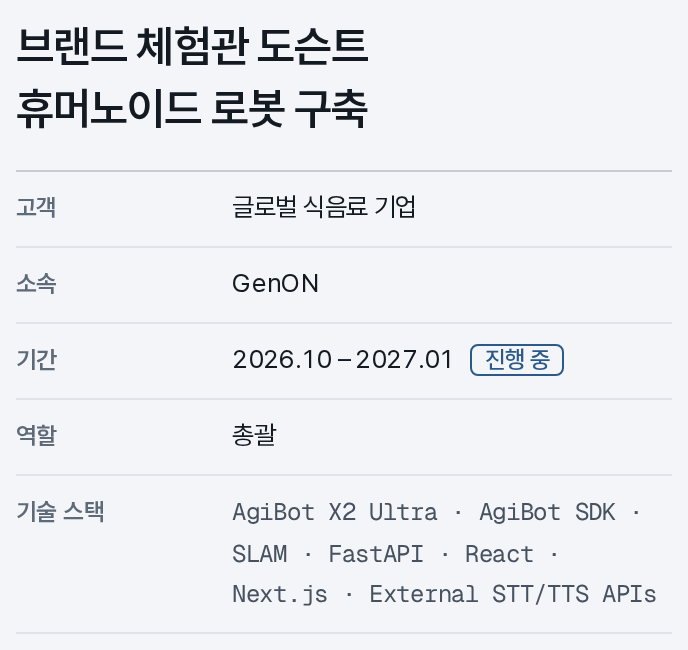 브랜드 체험관 도슨트
휴머노이드 로봇 구축
고객 글로벌 식음료 기업
소속 GenON
기간 2026.10 – 2027.01 진행 중
역할 총괄
기술 스택 AgiBot X2 Ultra · AgiBot SDK ·
SLAM · FastAPI · React ·
Next.js · External STT/TTS APIs